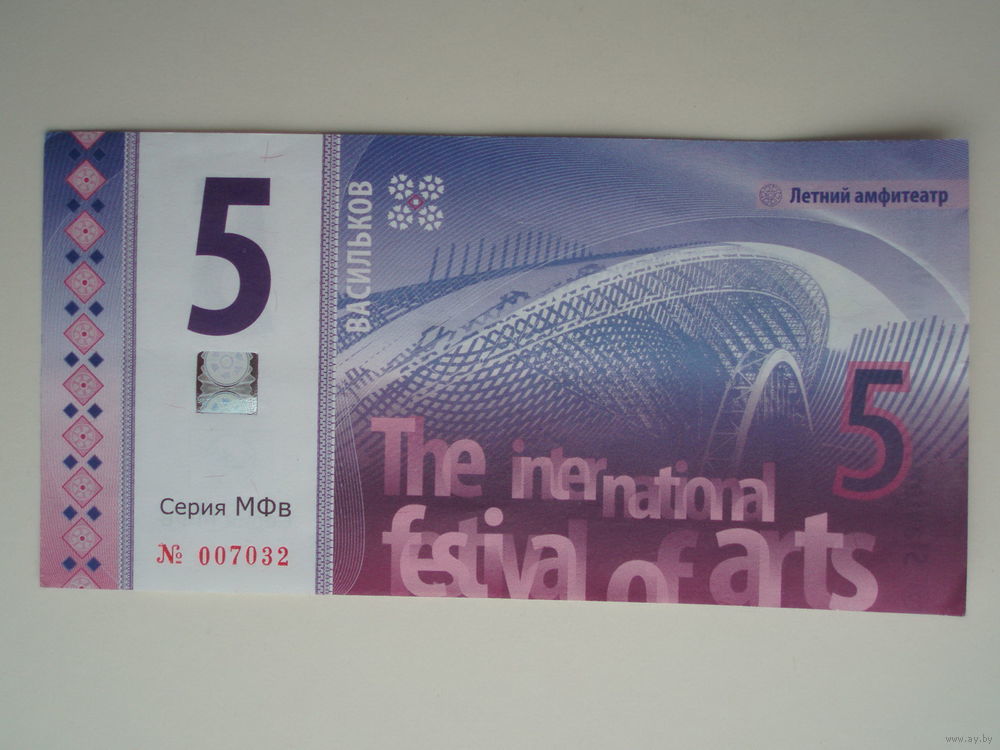 5
Серия МФв
№ 007032
ВАСИЛЬКОВ
Летний амфитеатр
5
The international
festival of arts
www.ay.by